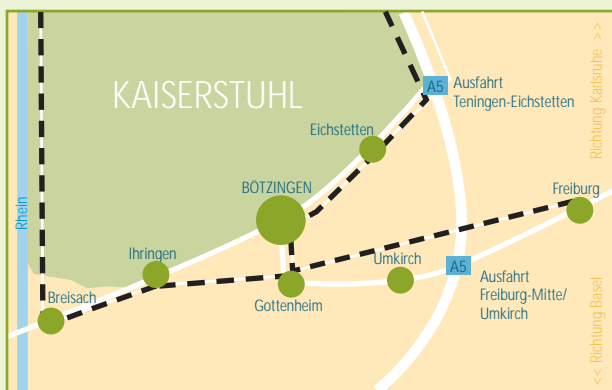 KAISERSTUHL
A5
Ausfahrt
Teningen-Eichstetten
Richtung Karlsruhe >>
Eichstetten
BÖTZINGEN
Freiburg
Rhein
Ihringen
Umkirch
A5
Ausfahrt
Freiburg-Mitte/
Umkirch
Breisach
Gottenheim
<< Richtung Basel